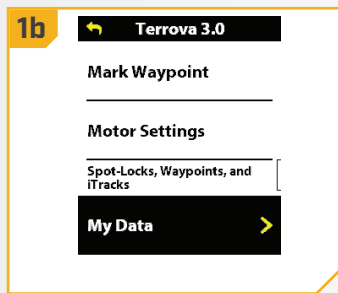 1b
Terrova 3.0
Mark Waypoint
Motor Settings
Spot-Locks, Waypoints, and
iTracks
My Data